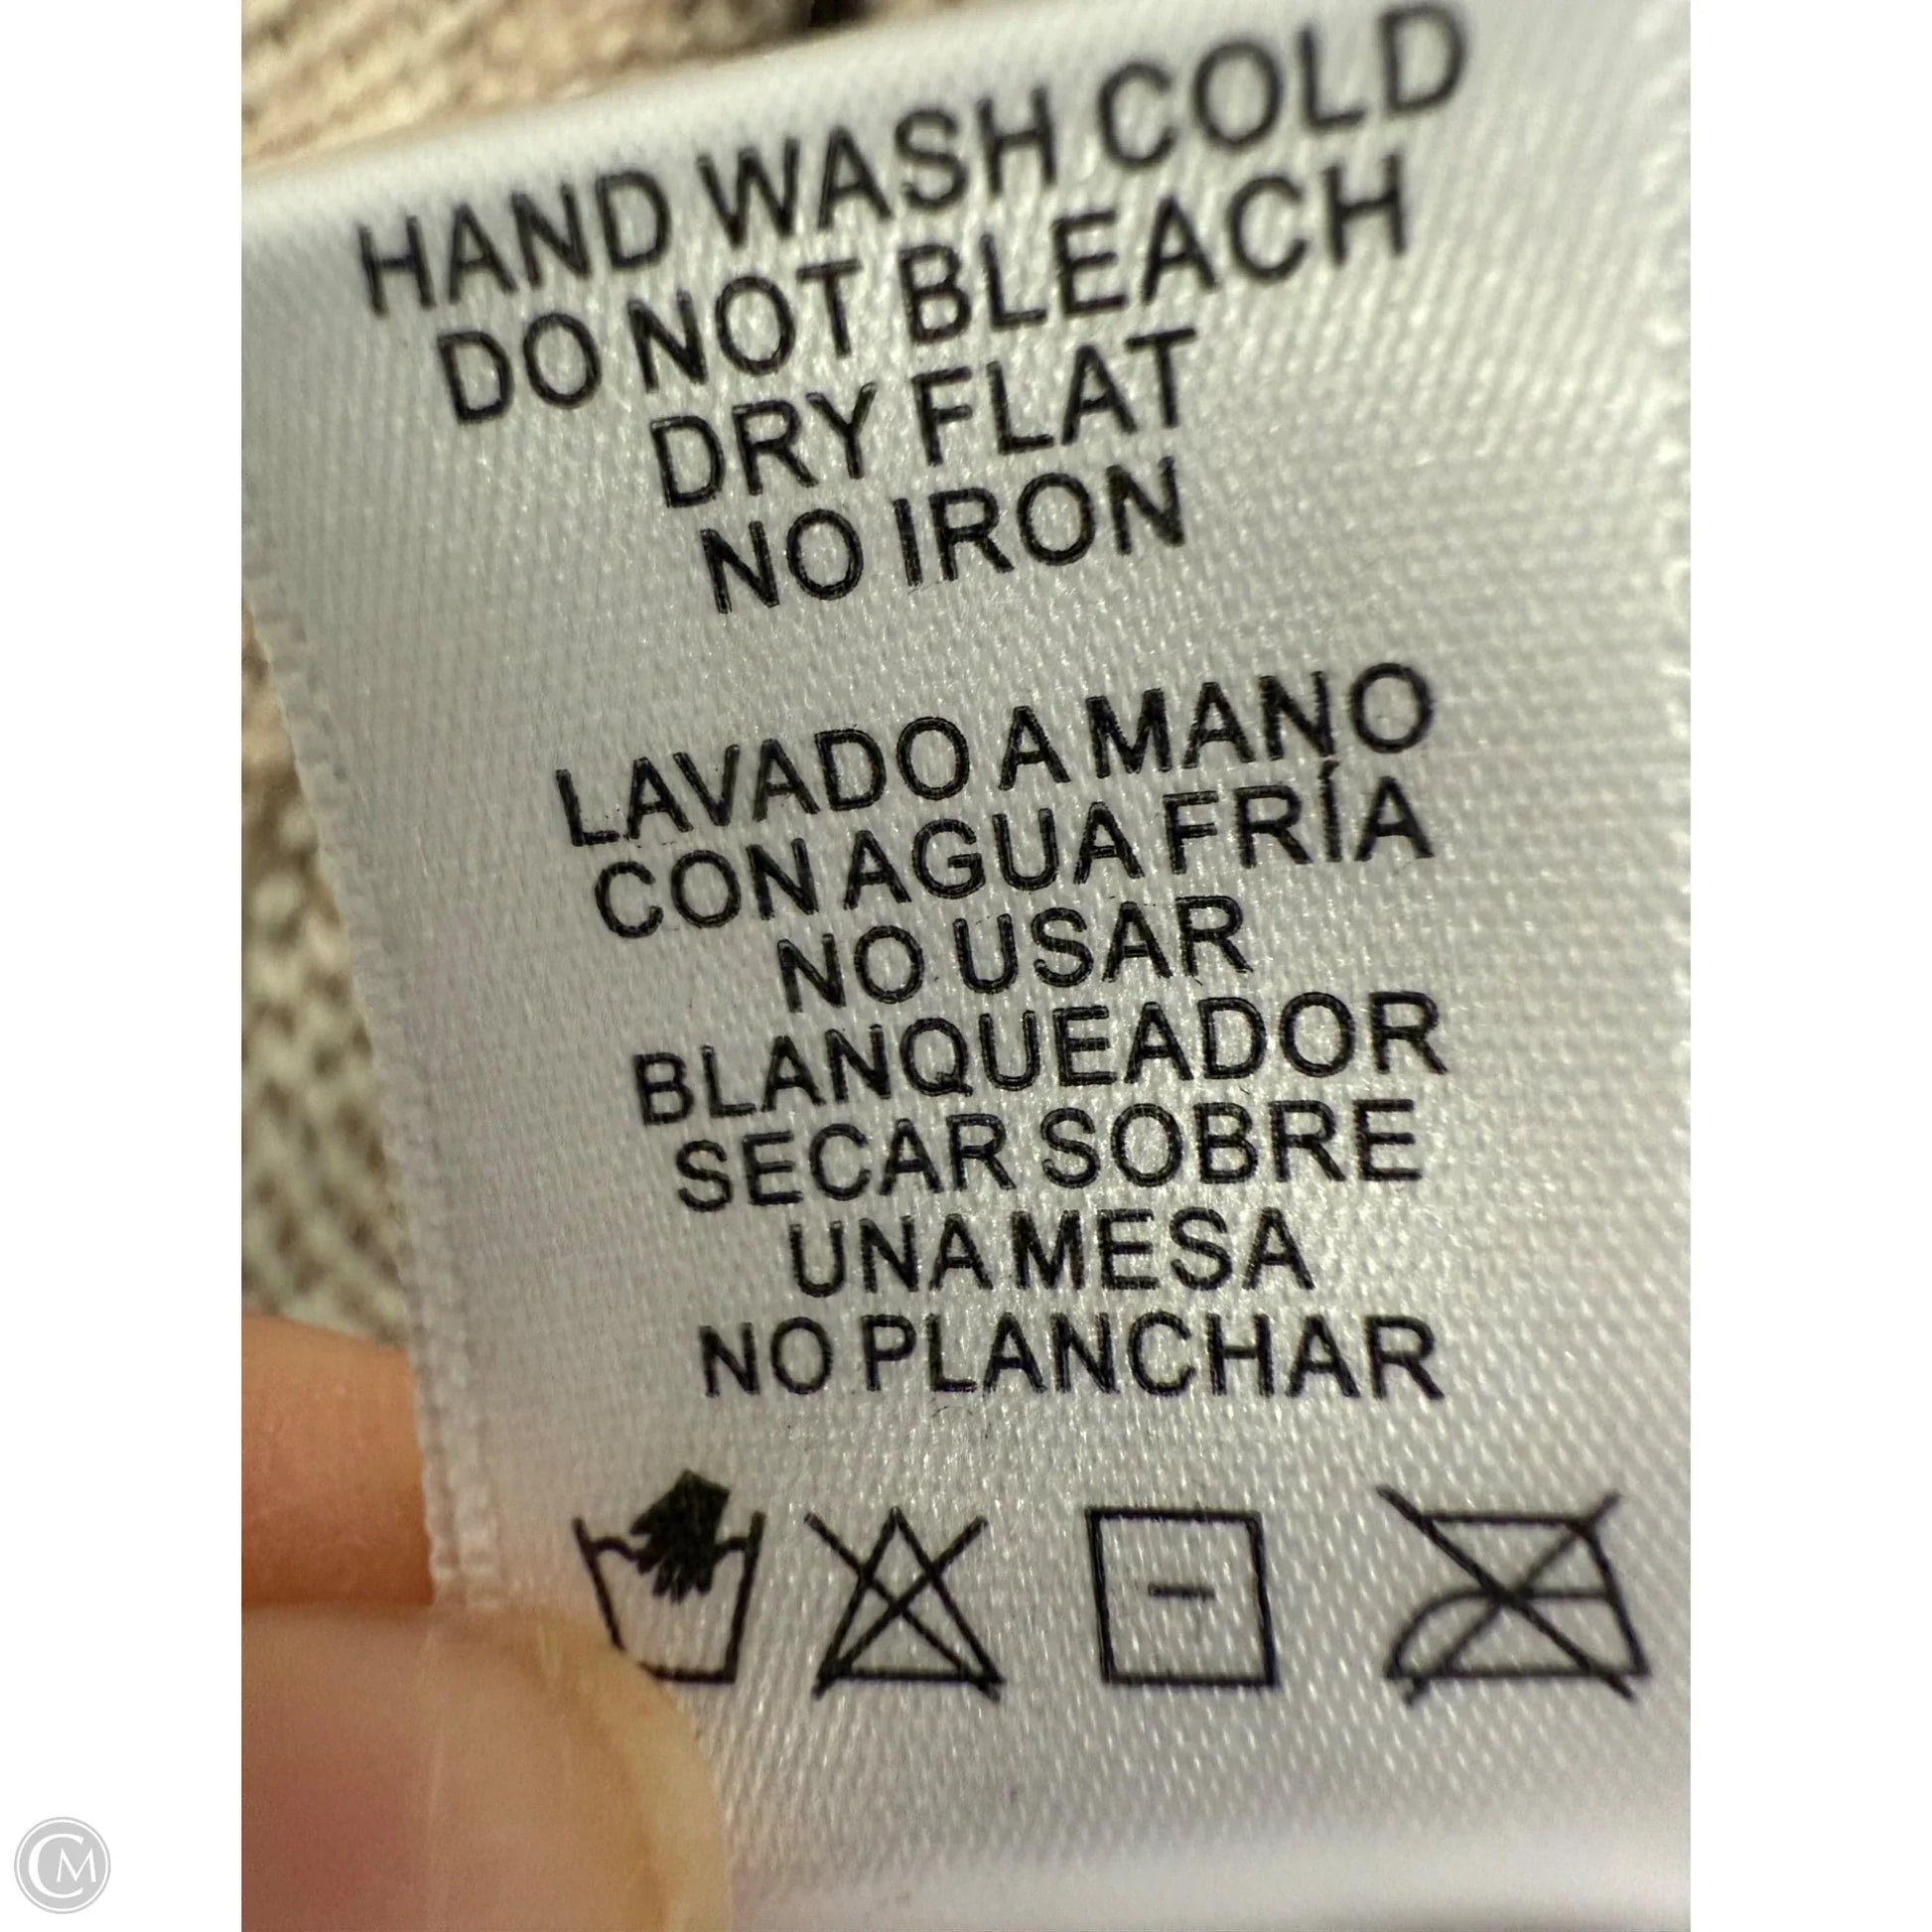 HAND WASH COLD
DO NOT BLEACH
DRY FLAT
NO IRON
LAVADO A MANO
CON AGUA FRÍA
NO USAR
BLANQUEADOR
SECAR SOBRE
UNA MESA
NO PLANCHAR
CM